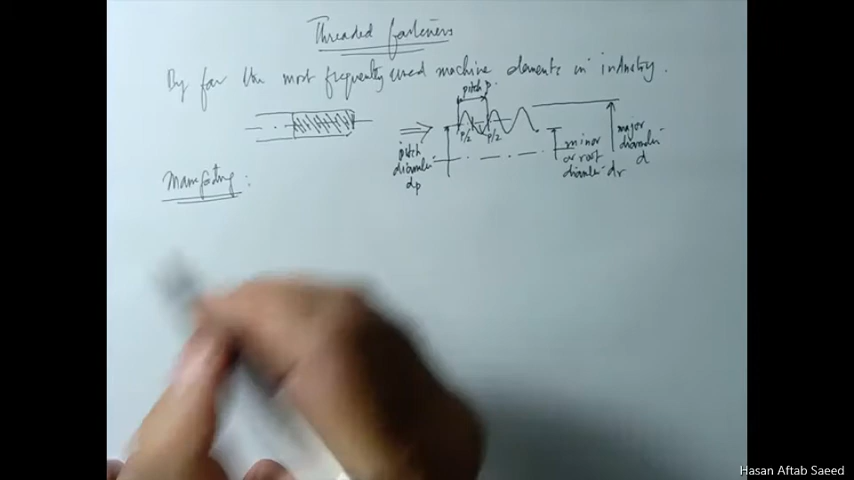 Threaded fasteners
By far the most frequently used machine elements in industry.
pitch p
p/2 p/2
pitch
diameter
dp
minor
or root
diameter dr
major
diameter
d
:
Hasan Aftab Saeed